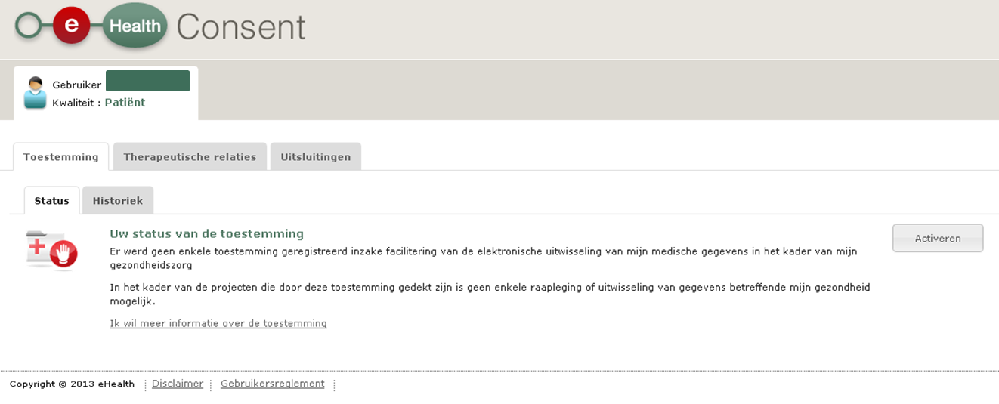 e Health Consent
Gebruiker
Kwaliteit : Patiënt
Toestemming Therapeutische relaties Uitsluitingen
Status Historiek
Uw status van de toestemming
Er werd geen enkele toestemming geregistreerd inzake facilitering van de elektronische uitwisseling van mijn medische gegevens in het kader van mijn
gezondheidszorg
Activeren
In het kader van de projecten die door deze toestemming gedekt zijn is geen enkele raapleging of uitwisseling van gegevens betreffende mijn gezondheid
mogelijk.
Ik wil meer informatie over de toestemming
Copyright © 2013 eHealth Disclaimer Gebruikersreglement